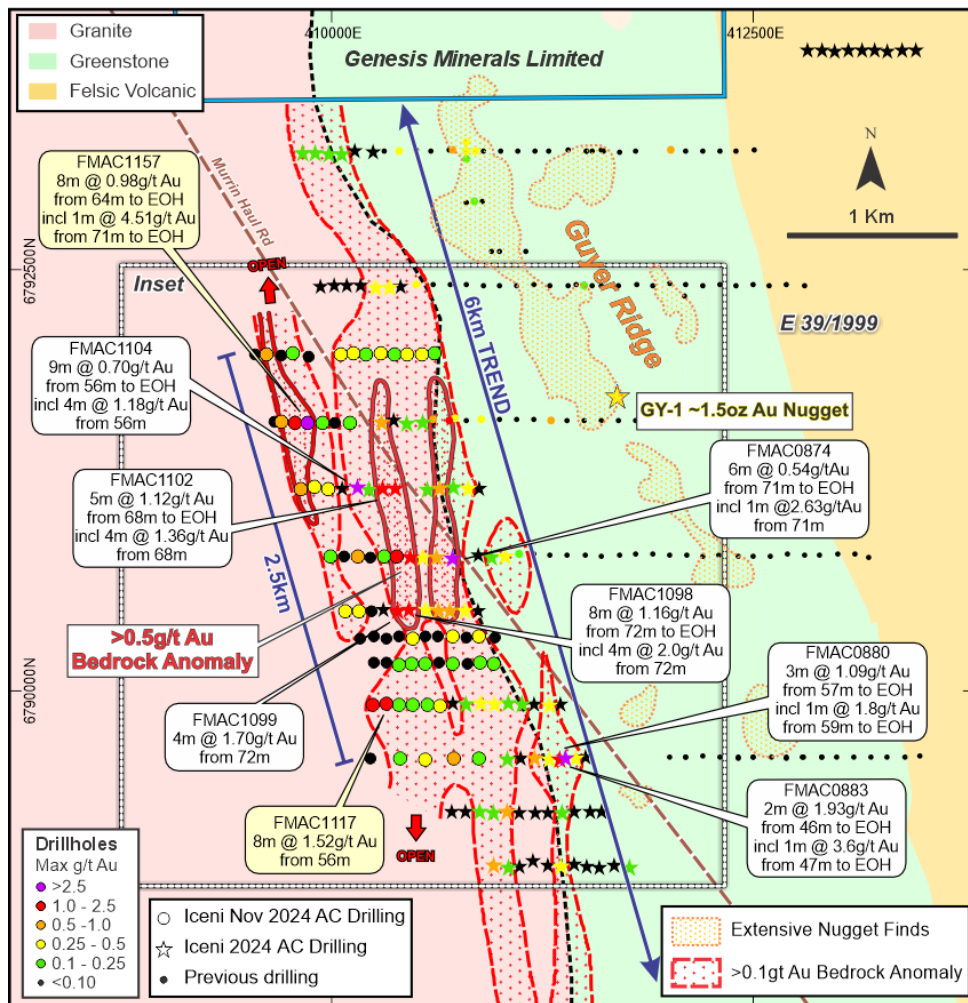 Granite
Greenstone
Felsic Volcanic
410000E
412500E
Genesis Minerals Limited
N
1 Km
Murrin Haul Rd
FMAC1157
8m @ 0.98g/t Au
from 64m to EOH
incl 1m @ 4.51g/t Au
from 71m to EOH
6792500N
OPEN
Inset
6km TREND
Guyer Ridge
E 39/1999
FMAC1104
9m @ 0.70g/t Au
from 56m to EOH
incl 4m @ 1.18g/t Au
from 56m
GY-1 ~1.5oz Au Nugget
FMAC0874
6m @ 0.54g/tAu
from 71m to EOH
incl 1m @2.63g/tAu
from 71m
FMAC1102
5m @ 1.12g/t Au
from 68m to EOH
incl 4m @ 1.36g/t Au
from 68m
2.5km
>0.5g/t Au
Bedrock Anomaly
FMAC1098
8m @ 1.16g/t Au
from 72m to EOH
incl 4m @ 2.0g/t Au
from 72m
6790000N
FMAC1099
4m @ 1.70g/t Au
from 72m
FMAC0880
3m @ 1.09g/t Au
from 57m to EOH
incl 1m @ 1.8g/t Au
from 59m to EOH
FMAC1117
8m @ 1.52g/t Au
from 56m
FMAC0883
2m @ 1.93g/t Au
from 46m to EOH
incl 1m @ 3.6g/t Au
from 47m to EOH
OPEN
Drillholes
Max g/t Au
>2.5
1.0 - 2.5
0.5 -1.0
0.25 - 0.5
0.1 - 0.25
<0.10
Iceni Nov 2024 AC Drilling
Iceni 2024 AC Drilling
Previous drilling
Extensive Nugget Finds
>0.1gt Au Bedrock Anomaly